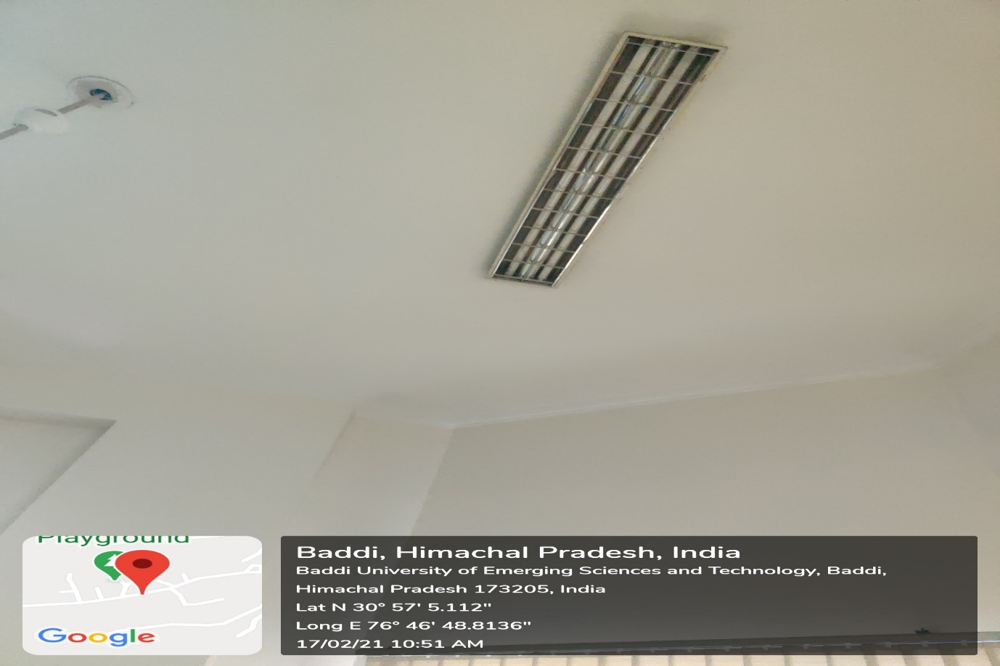 Playground
Google
Baddi, Himachal Pradesh, India
Baddi University of Emerging Sciences and Technology, Baddi,
Himachal Pradesh 173205, India
Lat N 30° 57' 5.112"
Long E 76° 46' 48.8136"
17/02/21 10:51 AM